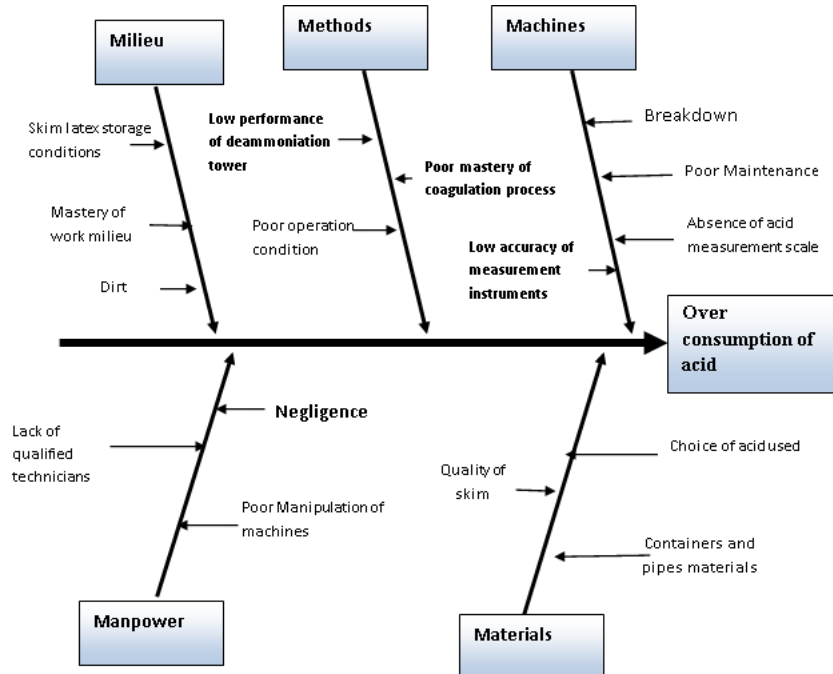 Milieu
Methods
Machines
Skim latex storage
conditions
Mastery of
work milieu
Dirt
Low performance
of deammoniation
tower
Poor mastery of
coagulation process
Poor operation
condition
Breakdown
Poor Maintenance
Absence of acid
measurement scale
Low accuracy of
measurement
instruments
Over
consumption of
acid
Negligence
Lack of
qualified
technicians
Poor Manipulation of
machines
Choice of acid used
Quality of
skim
Containers and
pipes materials
Manpower
Materials